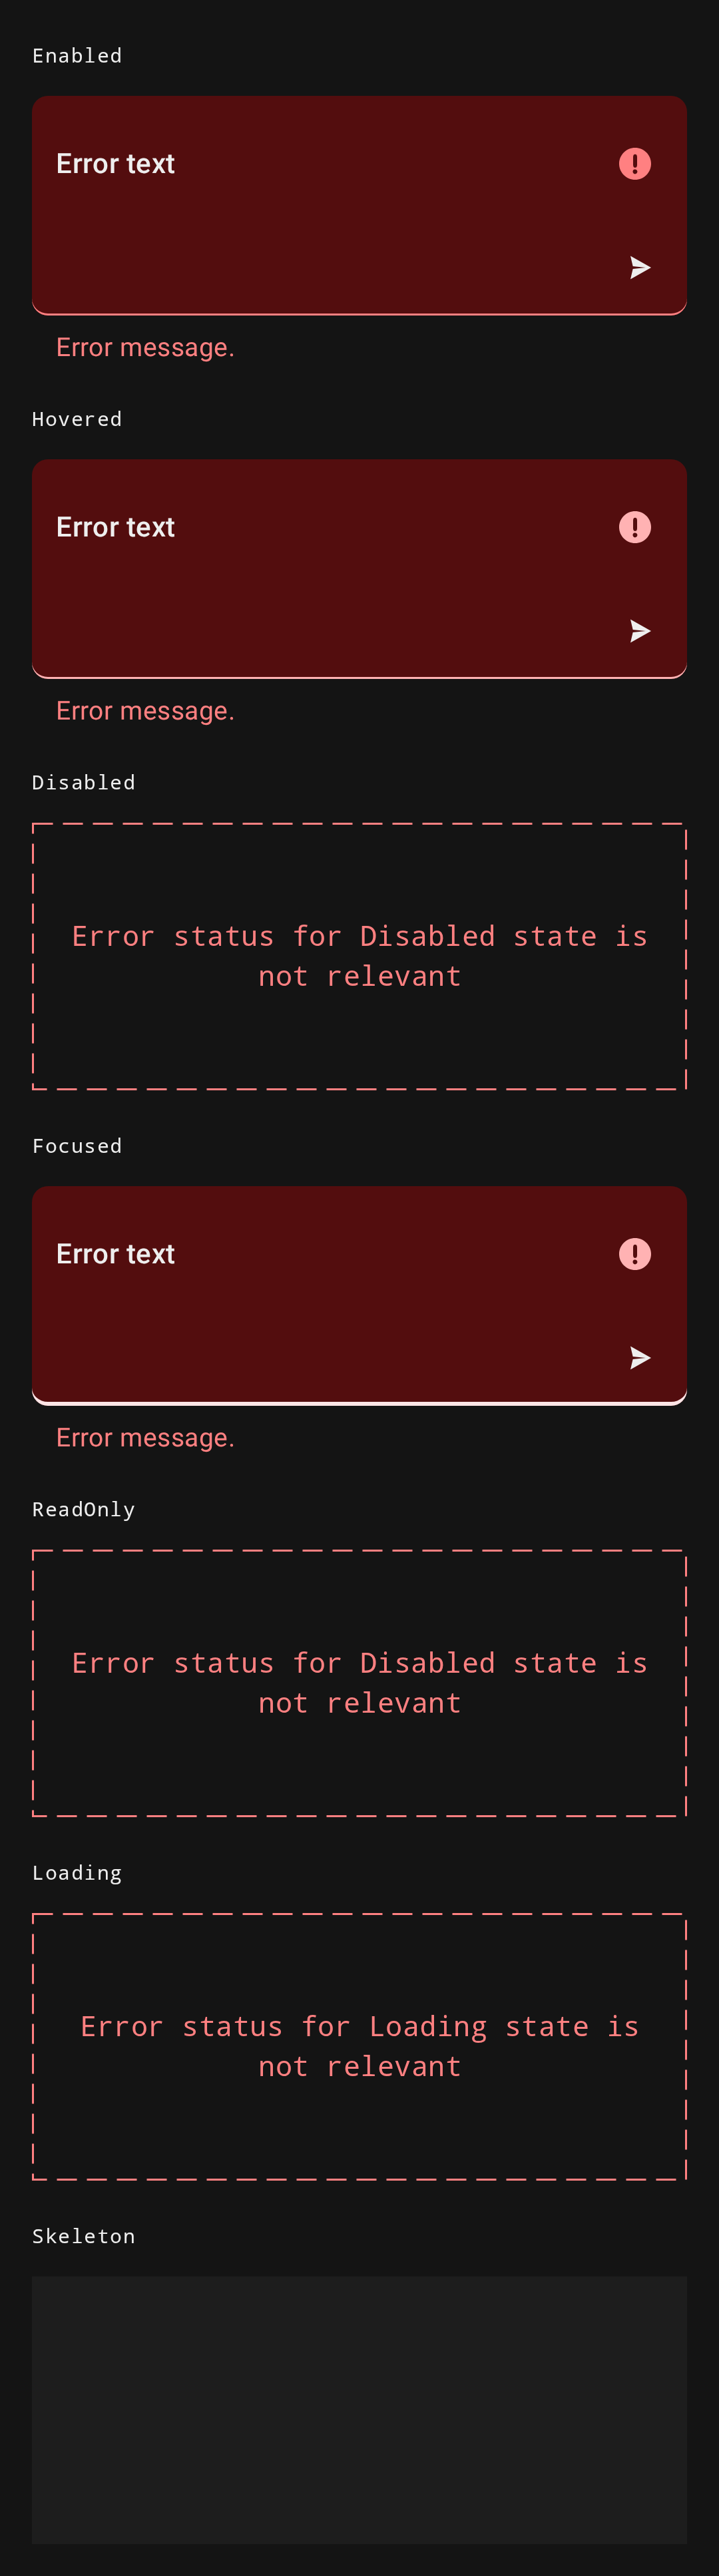 Enabled
Error text
Error message.
Hovered
Error text
Error message.
Disabled
Error status for Disabled state is
not relevant
Focused
Error text
Error message.
ReadOnly
Error status for Disabled state is
not relevant
Loading
Error status for Loading state is
not relevant
Skeleton